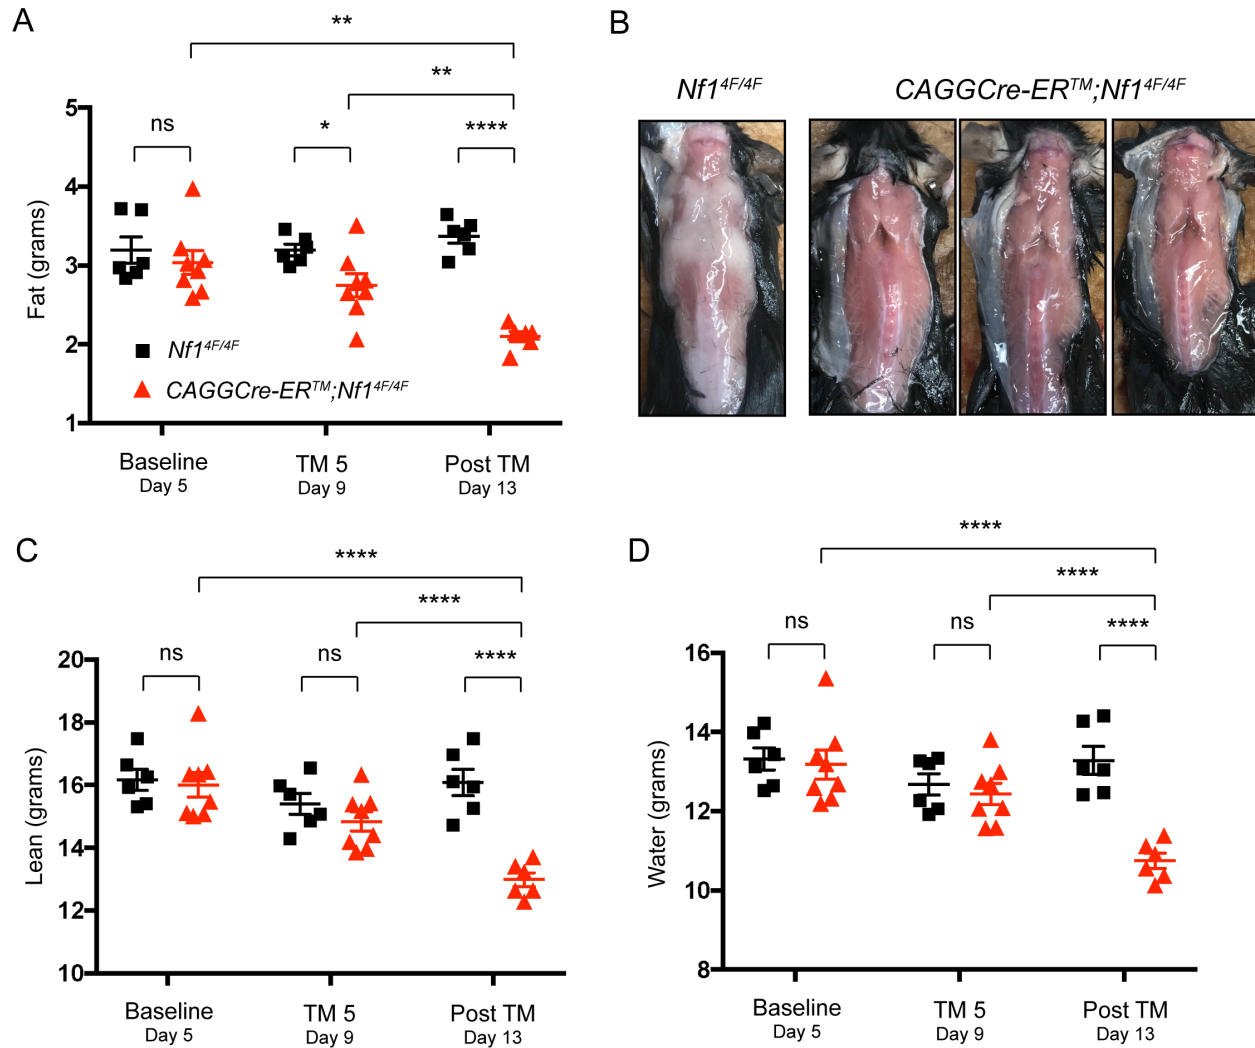 A
**
**
ns
*
****
5
4
3
2
1
Fat (grams)
Nf1^4F/4F
CAGGCre-ER^TM;Nf1^4F/4F
Baseline
Day 5
TM 5
Day 9
Post TM
Day 13
B
Nf1^4F/4F
CAGGCre-ER^TM;Nf1^4F/4F
C
****
****
ns
ns
****
20
18
16
14
12
10
Lean (grams)
Baseline
Day 5
TM 5
Day 9
Post TM
Day 13
D
****
****
ns
ns
****
16
14
12
10
8
Water (grams)
Baseline
Day 5
TM 5
Day 9
Post TM
Day 13